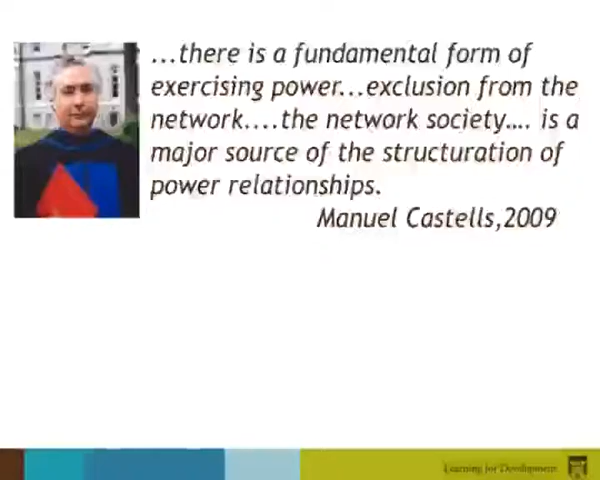 ...there is a fundamental form of
exercising power...exclusion from the
network....the network society.... is a
major source of the structuration of
power relationships.
Manuel Castells,2009
Learning for Development